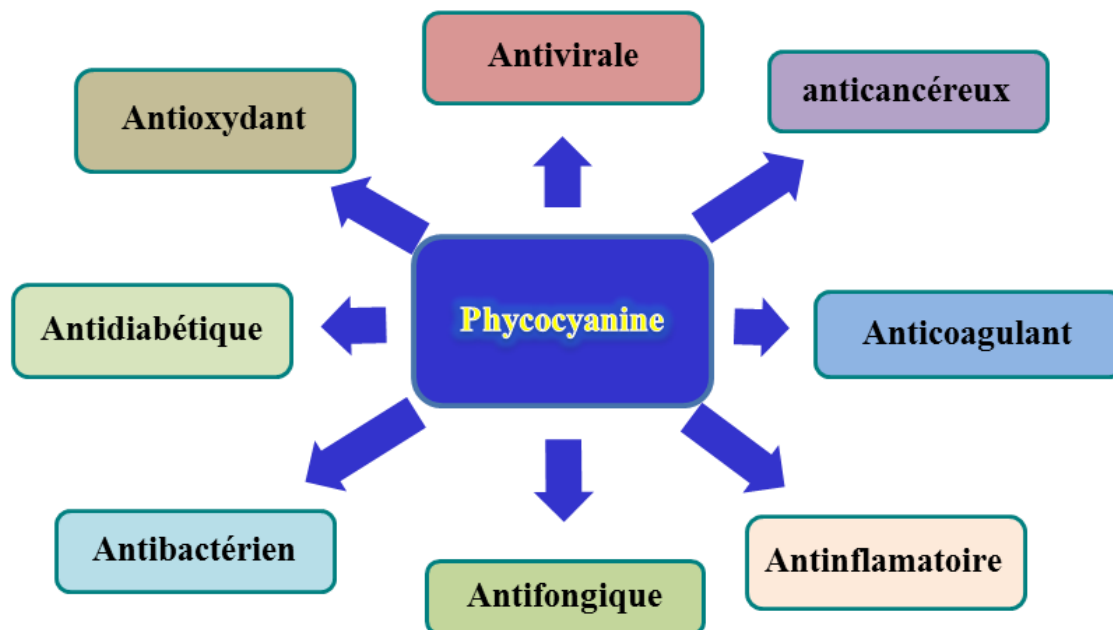 Antivirale
anticancéreux
Antioxydant
Antidiabétique
Phycocyanine
Anticoagulant
Antibactérien
Antifongique
Antinflamatoire